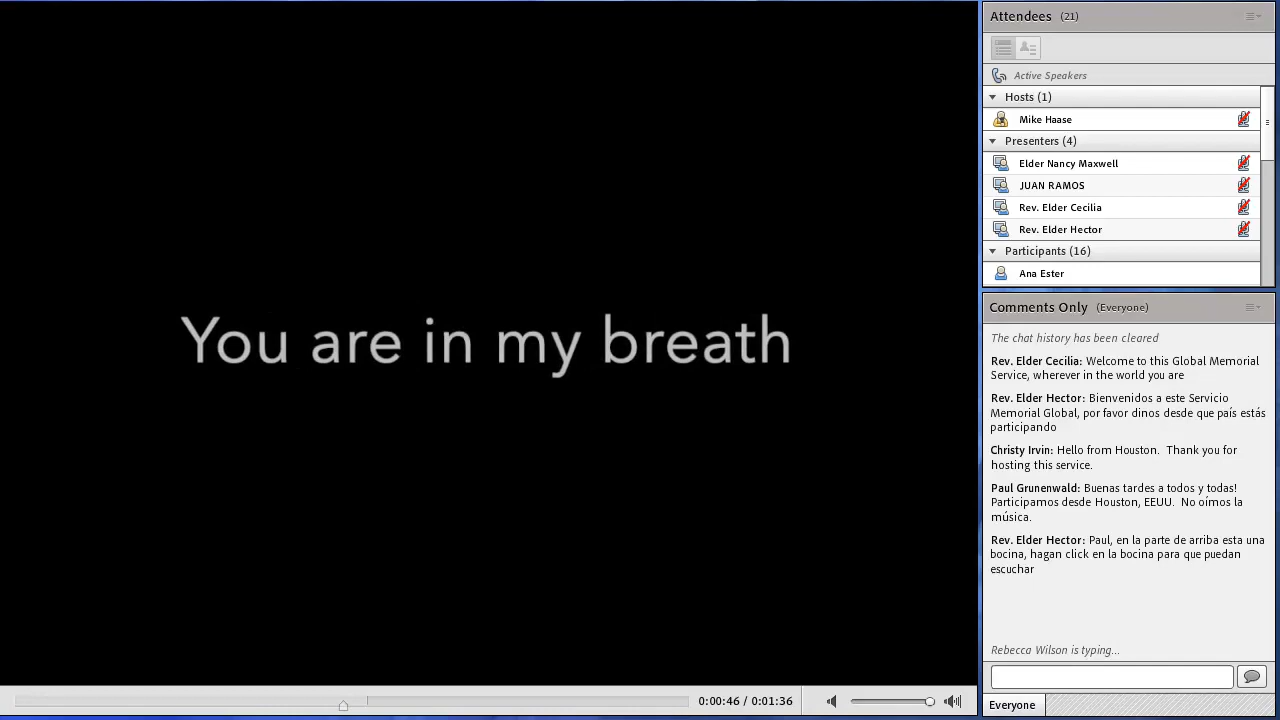 You are in my breath
0:00:46 / 0:01:36
Attendees (21)
Active Speakers
Hosts (1)
Mike Haase
Presenters (4)
Elder Nancy Maxwell
JUAN RAMOS
Rev. Elder Cecilia
Rev. Elder Hector
Participants (16)
Ana Ester
Comments Only (Everyone)
The chat history has been cleared
Rev. Elder Cecilia: Welcome to this Global Memorial
Service, wherever in the world you are
Rev. Elder Hector: Bienvenidos a este Servicio
Memorial Global, por favor dinos desde que país estás
participando
Christy Irvin: Hello from Houston. Thank you for
hosting this service.
Paul Grunenwald: Buenas tardes a todos y todas!
Participamos desde Houston, EEUU. No oímos la
música.
Rev. Elder Hector: Paul, en la parte de arriba esta una
bocina, hagan click en la bocina para que puedan
escuchar
Rebecca Wilson is typing...
Everyone